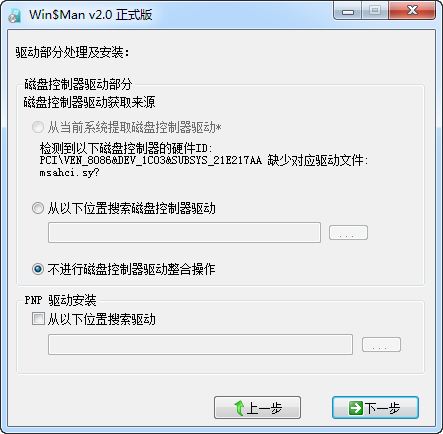 Win$Man v2.0 正式版
驱动部分处理及安装:
磁盘控制器驱动部分
磁盘控制器驱动获取来源
从当前系统提取磁盘控制器驱动*
检测到以下磁盘控制器的硬件ID:
PCI\VEN_8086&DEV_1C03&SUBSYS_21E217AA 缺少对应驱动文件:
msahci.sy?
从以下位置搜索磁盘控制器驱动
...
不进行磁盘控制器驱动整合操作
PNP 驱动安装
从以下位置搜索驱动
...
上一步
下一步